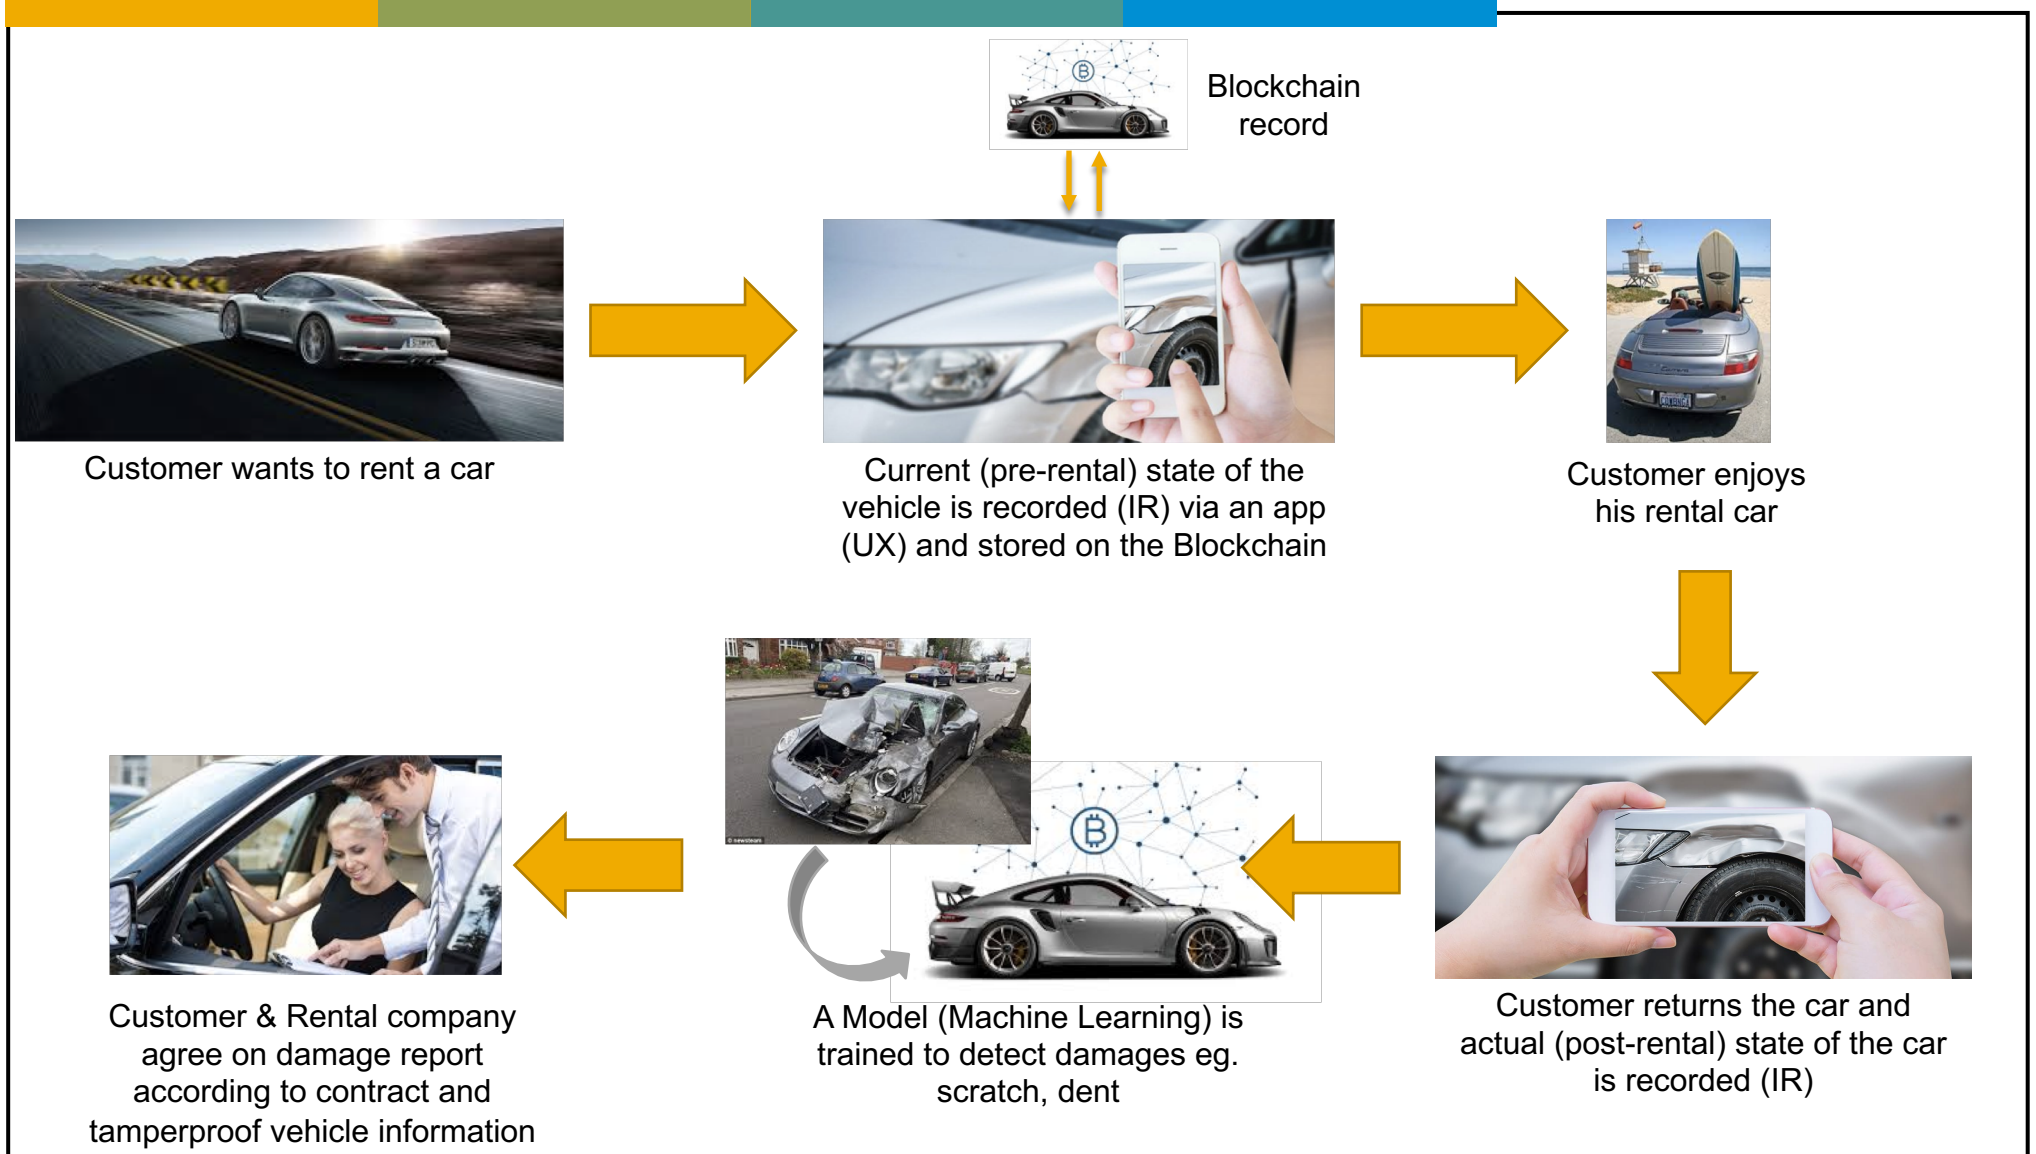 Blockchain
record
Customer wants to rent a car
Current (pre-rental) state of the
vehicle is recorded (IR) via an app
(UX) and stored on the Blockchain
Customer enjoys
his rental car
Customer returns the car and
actual (post-rental) state of the car
is recorded (IR)
© newsteam
A Model (Machine Learning) is
trained to detect damages eg.
scratch, dent
Customer & Rental company
agree on damage report
according to contract and
tamperproof vehicle information